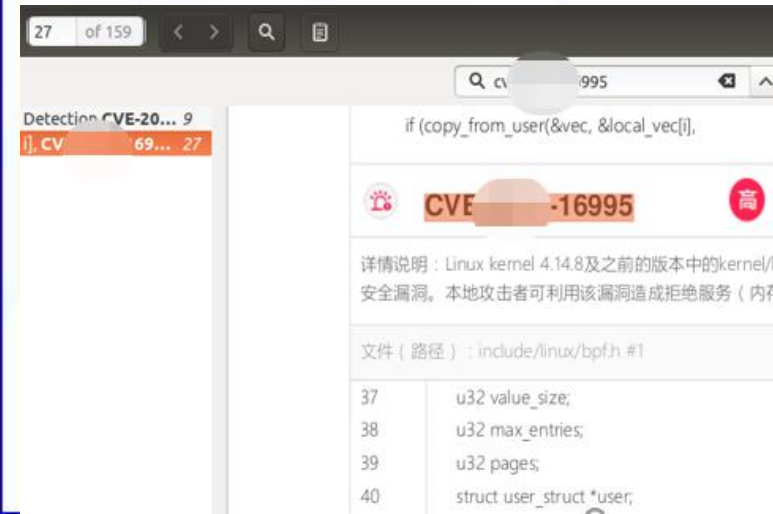 27 of 159
cv 995
Detection CVE-20... 9
i], CV 69... 27
if (copy_from_user(&vec, &local_vec[i],
CVE -16995
高
详情说明：Linux kernel 4.14.8及之前的版本中的kernel/
安全漏洞。本地攻击者可利用该漏洞造成拒绝服务（内存
文件（路径）：include/linux/bpf.h #1
37 u32 value_size;
38 u32 max_entries;
39 u32 pages;
40 struct user_struct *user;